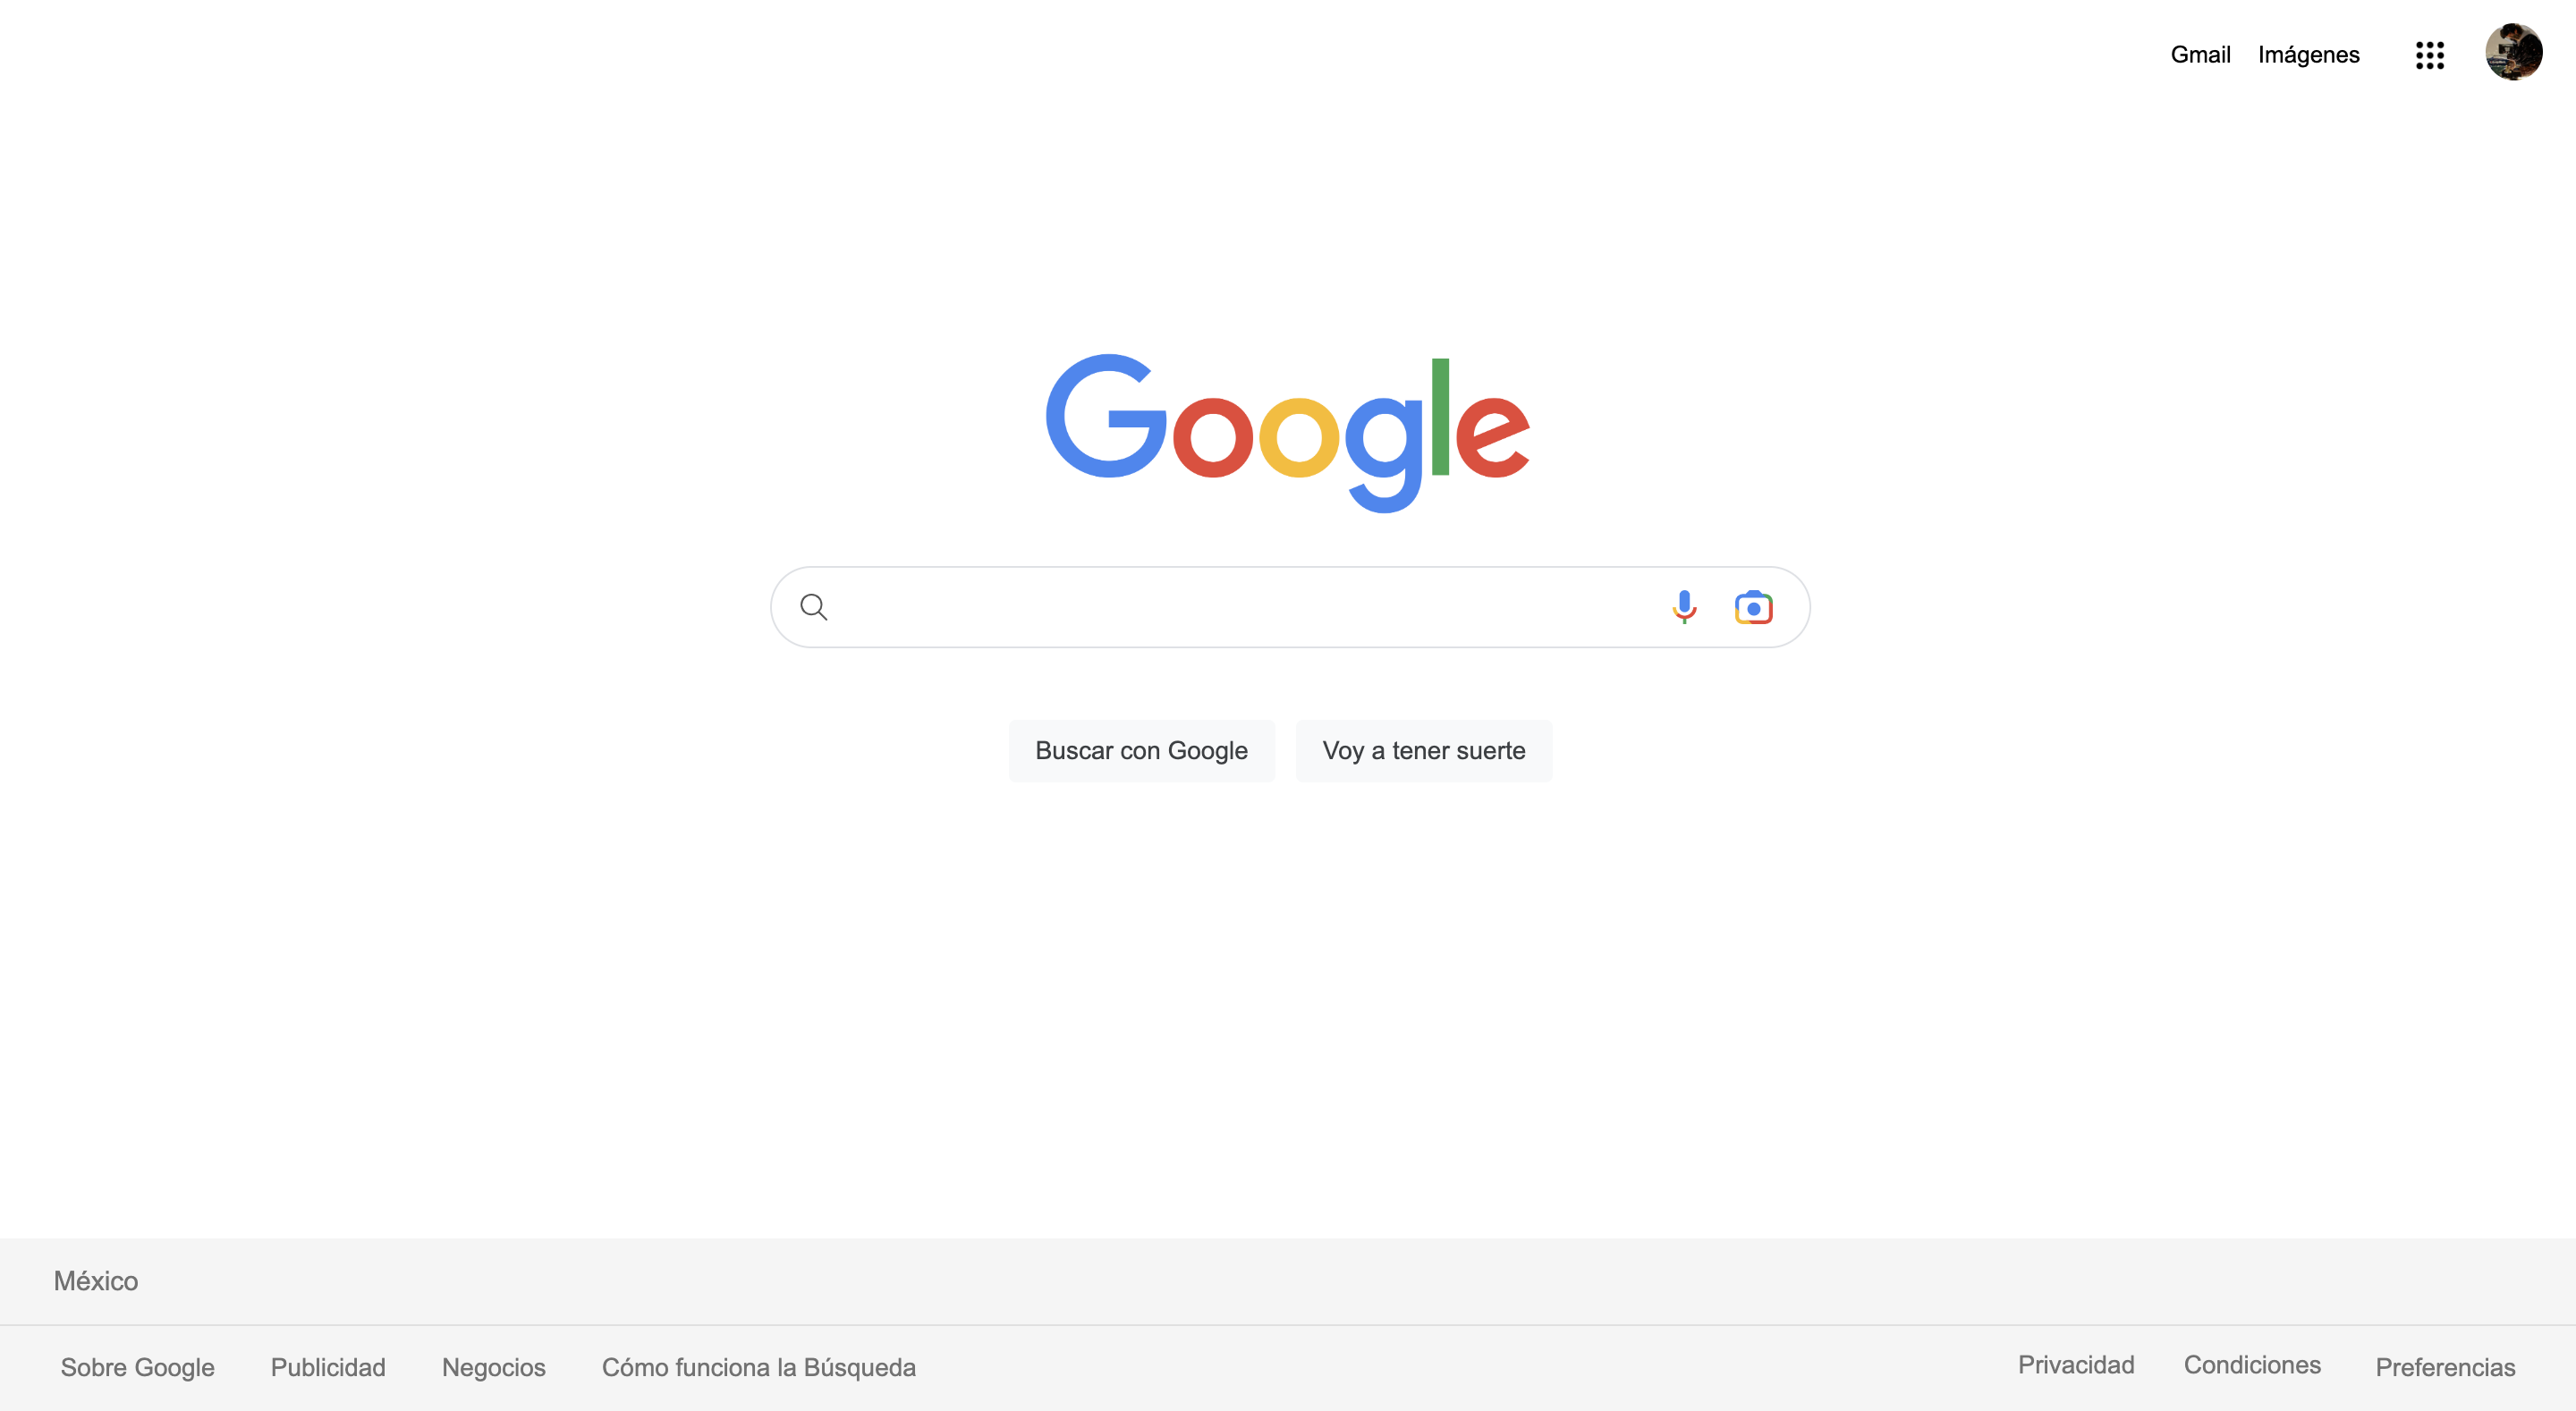 Gmail Imágenes
Google
Buscar con Google Voy a tener suerte
México
Sobre Google Publicidad Negocios Cómo funciona la Búsqueda Privacidad Condiciones Preferencias